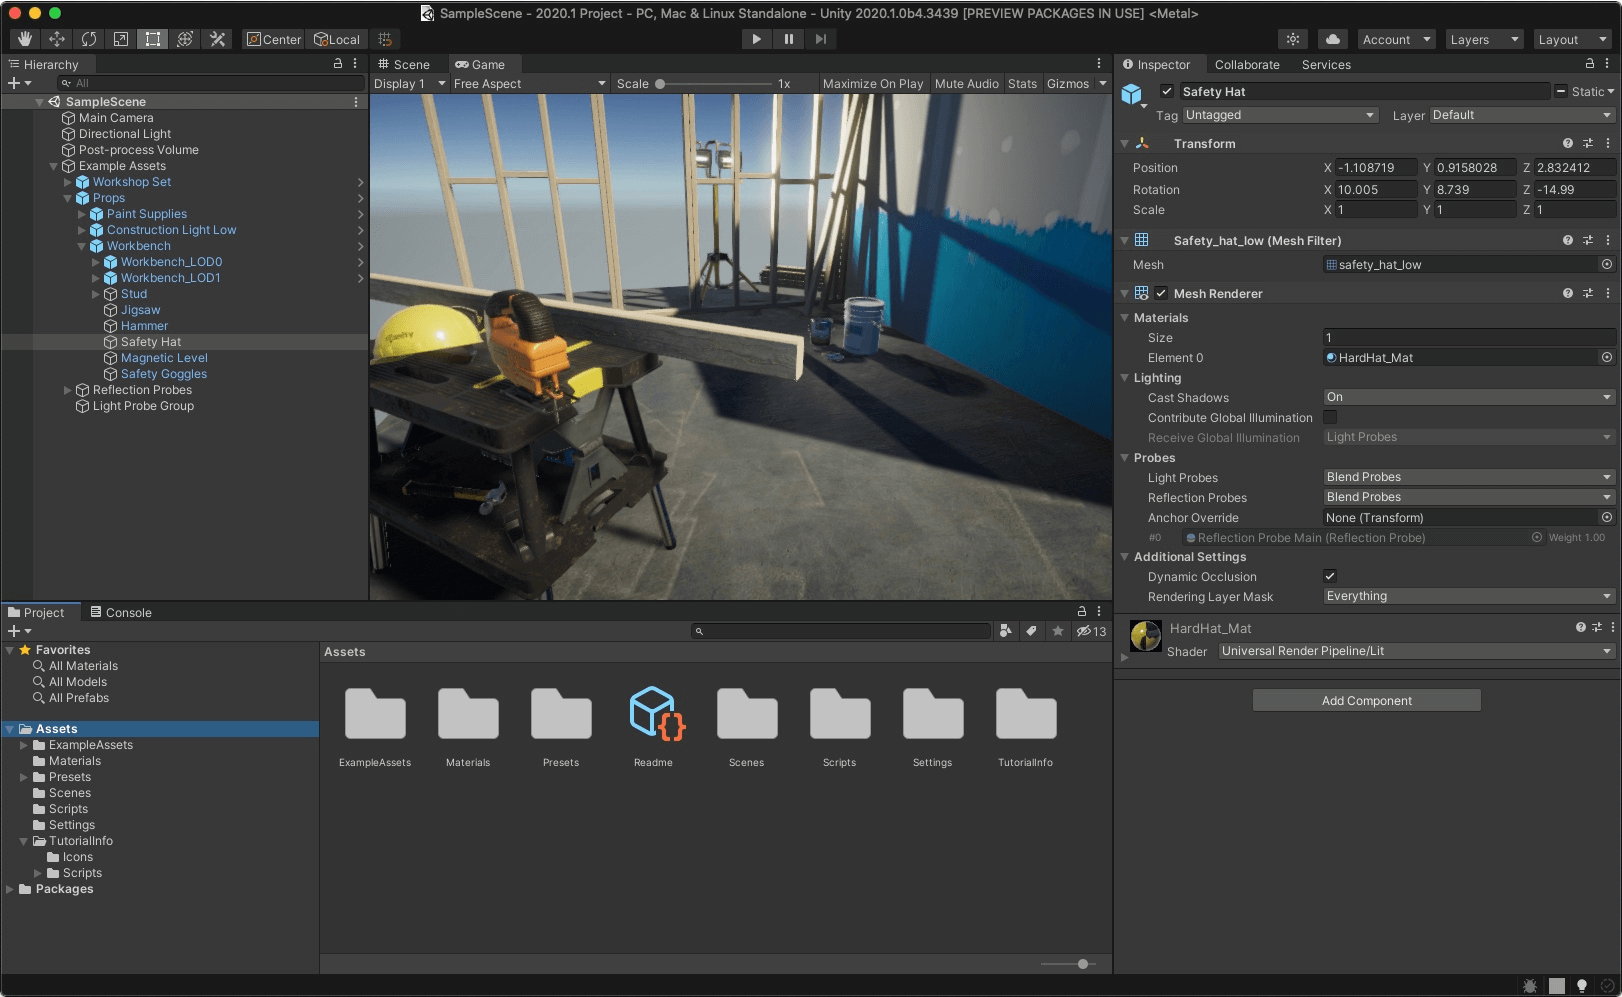 SampleScene - 2020.1 Project - PC, Mac & Linux Standalone - Unity 2020.1.0b4.3439 [PREVIEW PACKAGES IN USE] <Metal>
Center Local
Account Layers Layout
Hierarchy
All
SampleScene
Main Camera
Directional Light
Post-process Volume
Example Assets
Workshop Set
Props
Paint Supplies
Construction Light Low
Workbench
Workbench_LOD0
Workbench_LOD1
Stud
Jigsaw
Hammer
Safety Hat
Magnetic Level
Safety Goggles
Reflection Probes
Light Probe Group
Scene Game
Display 1 Free Aspect Scale 1x Maximize On Play Mute Audio Stats Gizmos
Inspector Collaborate Services
Safety Hat Static
Tag Untagged Layer Default
Transform
Position X -1.108719 Y 0.9158028 Z 2.832412
Rotation X 10.005 Y 8.739 Z -14.99
Scale X 1 Y 1 Z 1
Safety_hat_low (Mesh Filter)
Mesh safety_hat_low
Mesh Renderer
Materials
Size 1
Element 0 HardHat_Mat
Lighting
Cast Shadows On
Contribute Global Illumination
Receive Global Illumination Light Probes
Probes
Light Probes Blend Probes
Reflection Probes Blend Probes
Anchor Override None (Transform)
#0 Reflection Probe Main (Reflection Probe) Weight 1.00
Additional Settings
Dynamic Occlusion
Rendering Layer Mask Everything
HardHat_Mat
Shader Universal Render Pipeline/Lit
Add Component
Project Console
13
Favorites
All Materials
All Models
All Prefabs
Assets
ExampleAssets
Materials
Presets
Scenes
Scripts
Settings
TutorialInfo
Icons
Scripts
Packages
Assets
ExampleAssets Materials Presets Readme Scenes Scripts Settings TutorialInfo